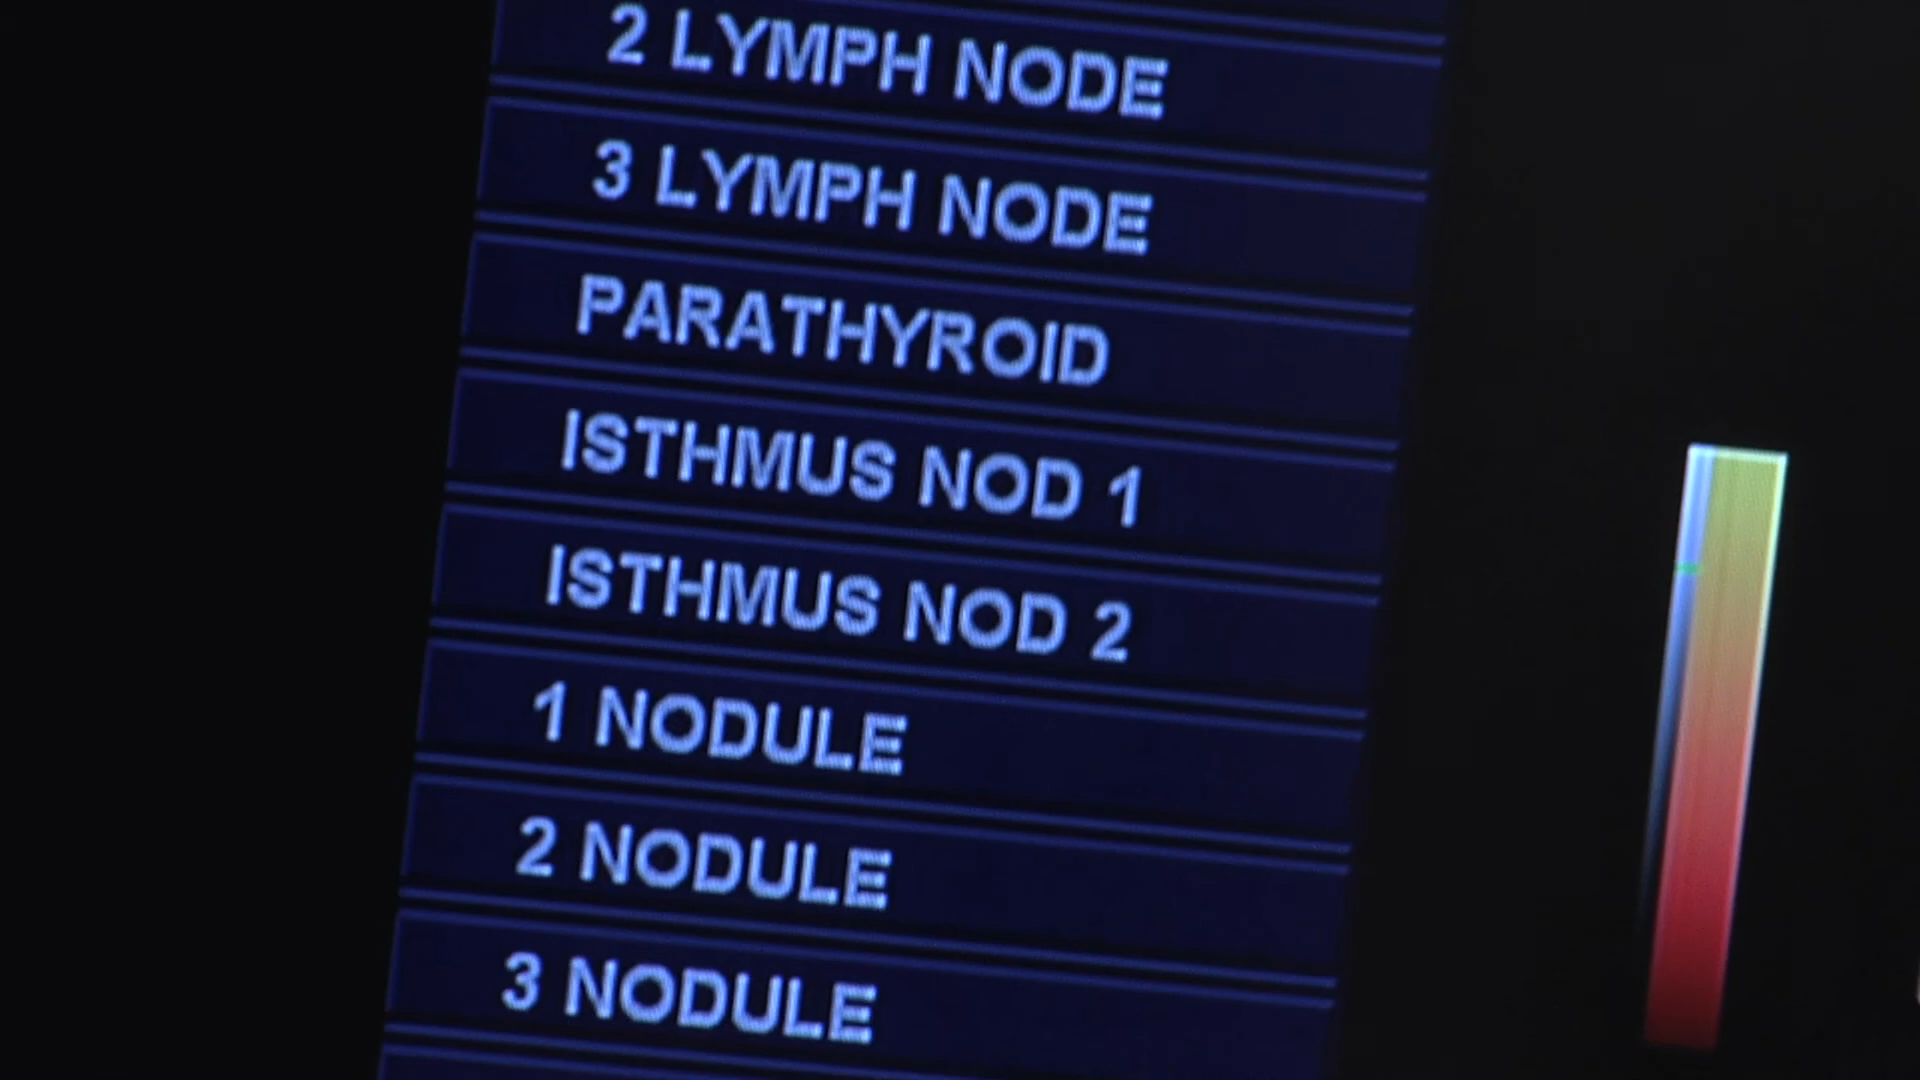 2 LYMPH NODE
3 LYMPH NODE
PARATHYROID
ISTHMUS NOD 1
ISTHMUS NOD 2
1 NODULE
2 NODULE
3 NODULE